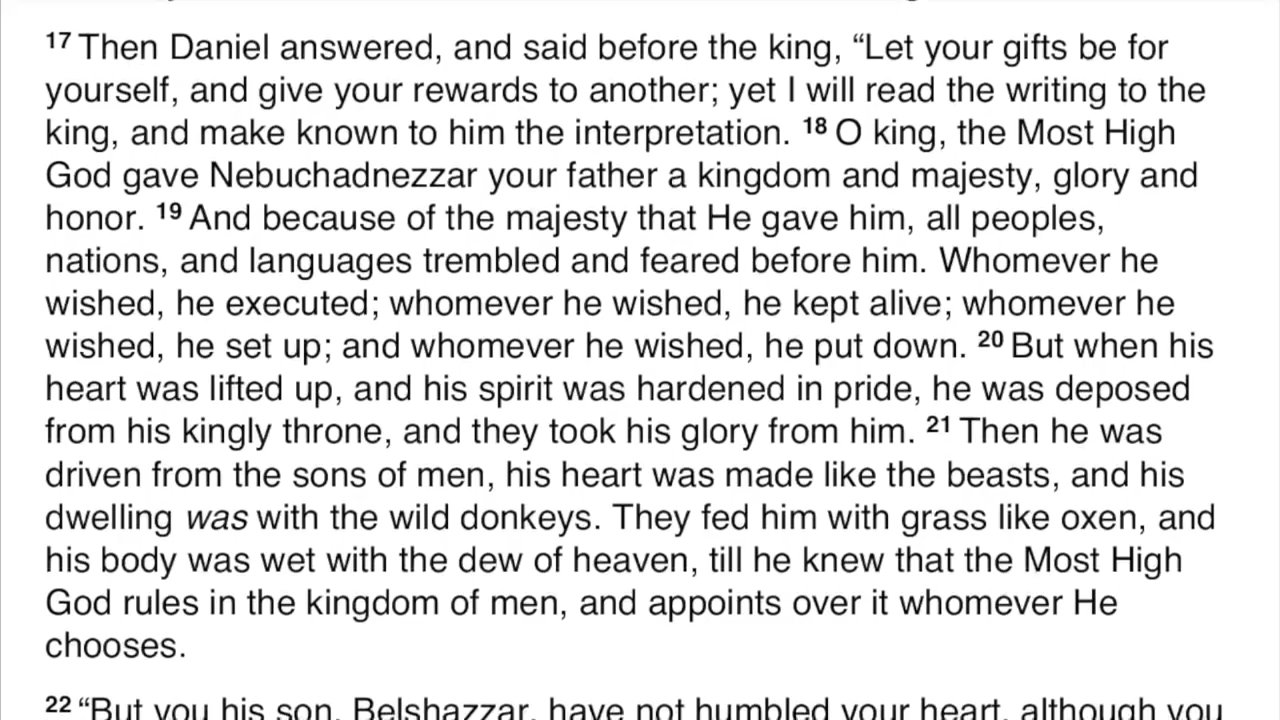 17 Then Daniel answered, and said before the king, “Let your gifts be for
yourself, and give your rewards to another; yet I will read the writing to the
king, and make known to him the interpretation. 18 O king, the Most High
God gave Nebuchadnezzar your father a kingdom and majesty, glory and
honor. 19 And because of the majesty that He gave him, all peoples,
nations, and languages trembled and feared before him. Whomever he
wished, he executed; whomever he wished, he kept alive; whomever he
wished, he set up; and whomever he wished, he put down. 20 But when his
heart was lifted up, and his spirit was hardened in pride, he was deposed
from his kingly throne, and they took his glory from him. 21 Then he was
driven from the sons of men, his heart was made like the beasts, and his
dwelling was with the wild donkeys. They fed him with grass like oxen, and
his body was wet with the dew of heaven, till he knew that the Most High
God rules in the kingdom of men, and appoints over it whomever He
chooses.
22 “But you his son, Belshazzar, have not humbled your heart, although you